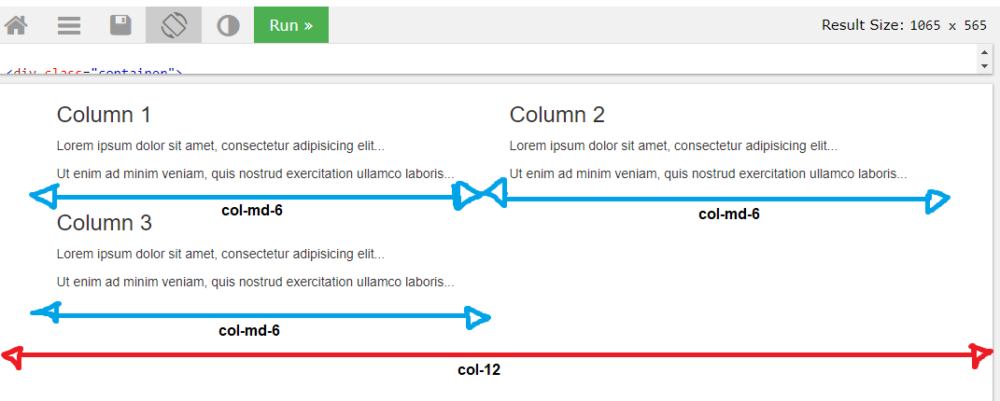 Run »
Result Size: 1065 x 565
<div class="container">
Column 1
Column 2
Lorem ipsum dolor sit amet, consectetur adipisicing elit...
Lorem ipsum dolor sit amet, consectetur adipisicing elit...
Ut enim ad minim veniam, quis nostrud exercitation ullamco laboris...
Ut enim ad minim veniam, quis nostrud exercitation ullamco laboris...
col-md-6
col-md-6
Column 3
Lorem ipsum dolor sit amet, consectetur adipisicing elit...
Ut enim ad minim veniam, quis nostrud exercitation ullamco laboris...
col-md-6
col-12